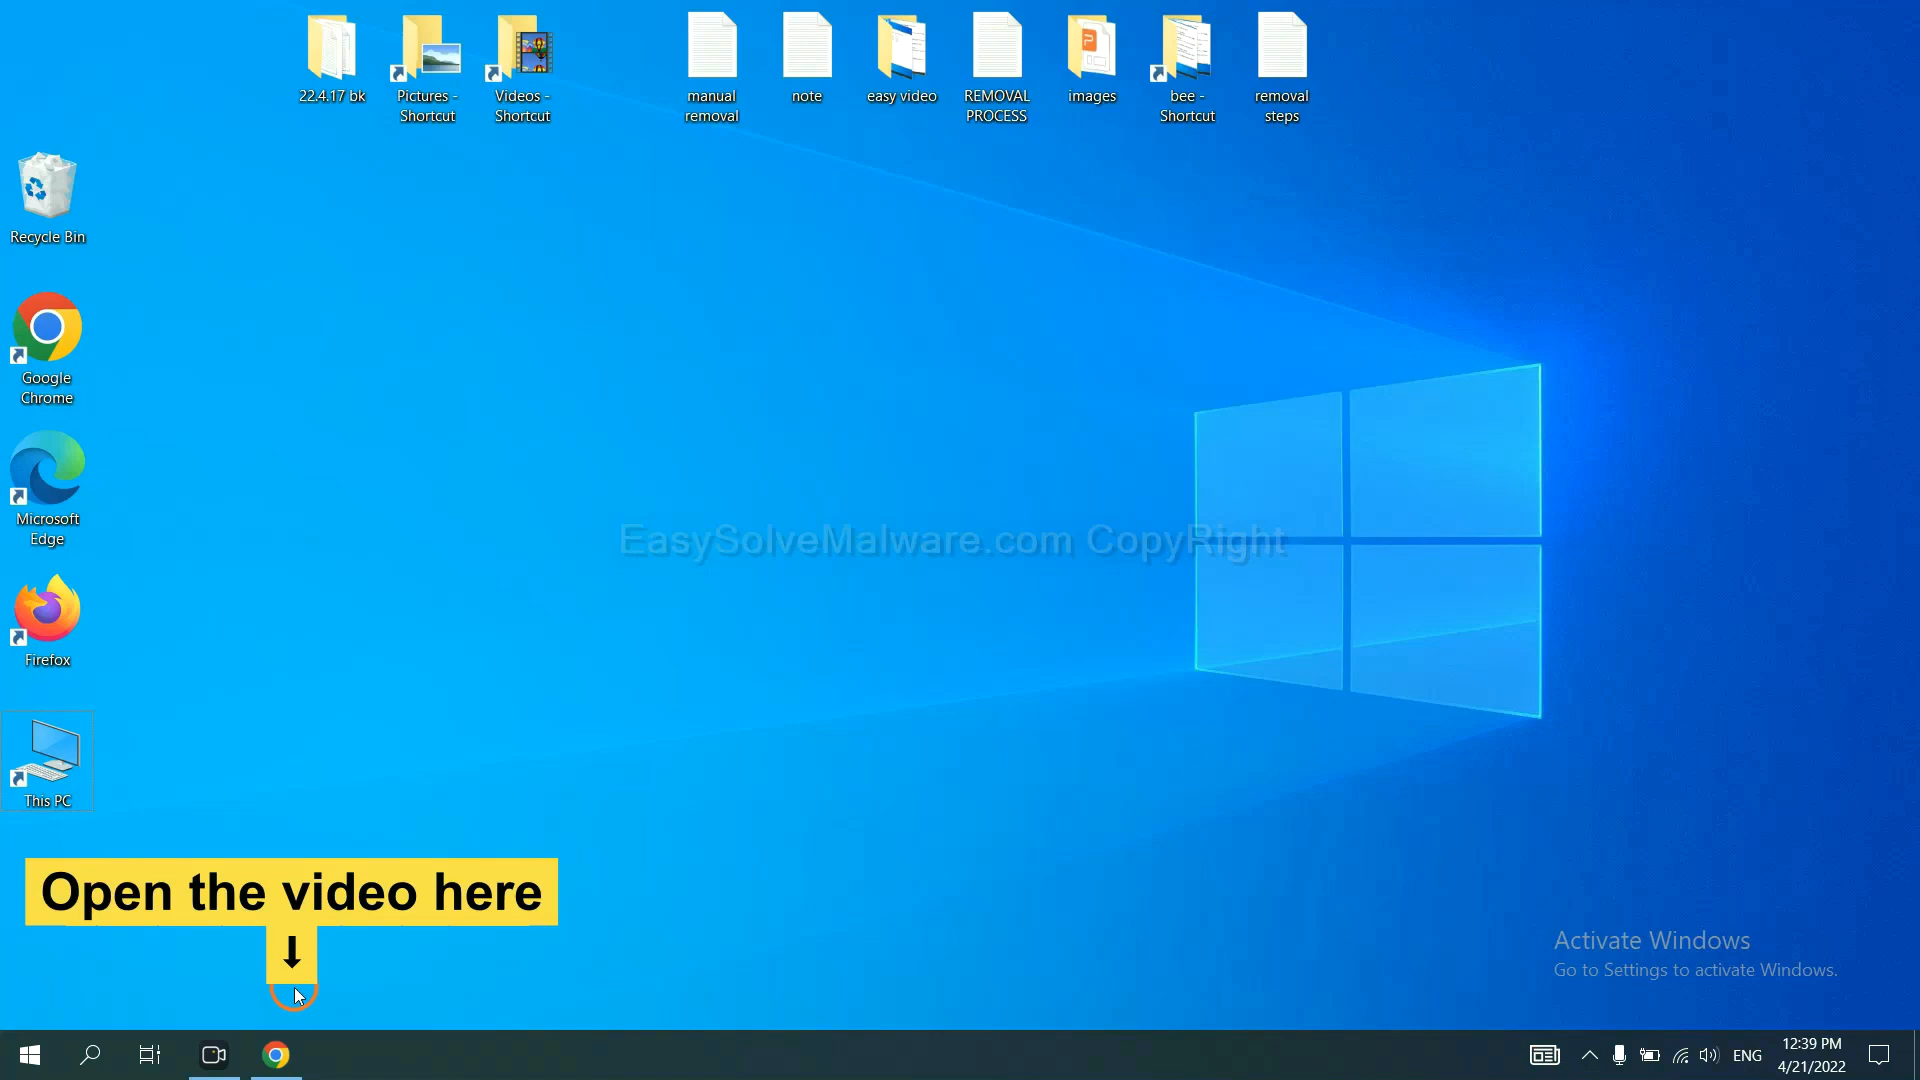 22.4.17 bk
Pictures -
Shortcut
Videos -
Shortcut
manual
removal
note
easy video
REMOVAL
PROCESS
images
bee -
Shortcut
removal
steps
Recycle Bin
Google
Chrome
Microsoft
Edge
Firefox
This PC
EasySolveMalware.com CopyRight
Open the video here
Activate Windows
Go to Settings to activate Windows.
ENG
12:39 PM
4/21/2022